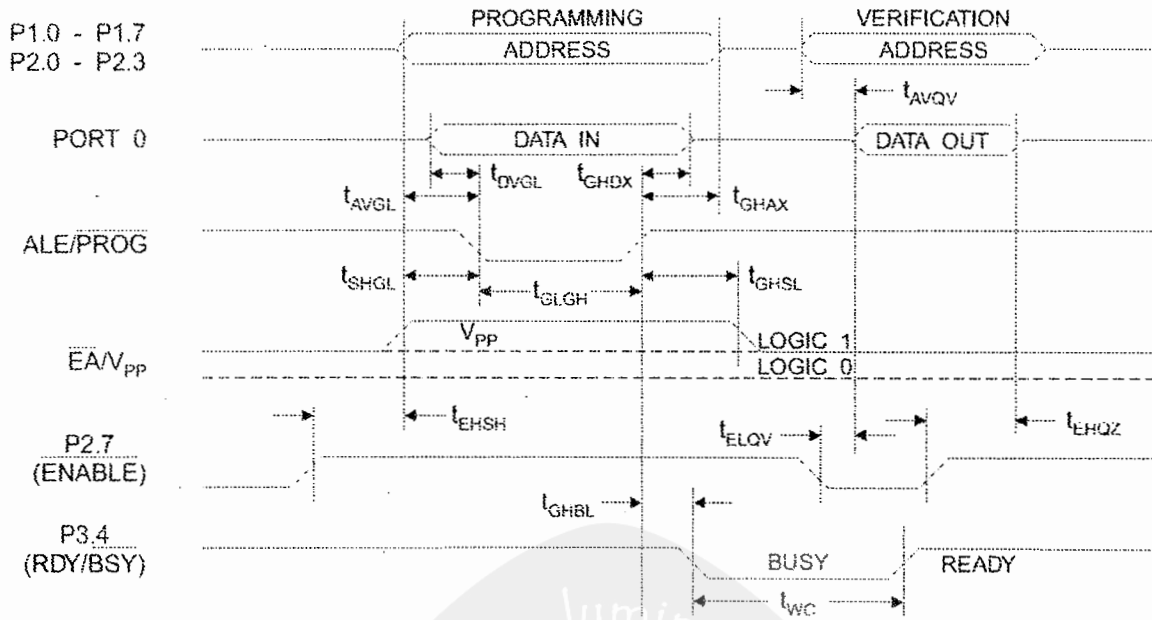 PROGRAMMING VERIFICATION
P1.0 - P1.7
P2.0 - P2.3
ADDRESS ADDRESS
tAVQV
PORT 0
DATA IN DATA OUT
tDVGL tGHDX
tAVGL tGHAX
ALE/PROG
tSHGL tGLGH tGHSL
VPP
EA/VPP
LOGIC 1
LOGIC 0
tEHSH tELQV tEHQZ
P2.7
(ENABLE)
tGHBL
P3.4
(RDY/BSY)
BUSY READY
tWC